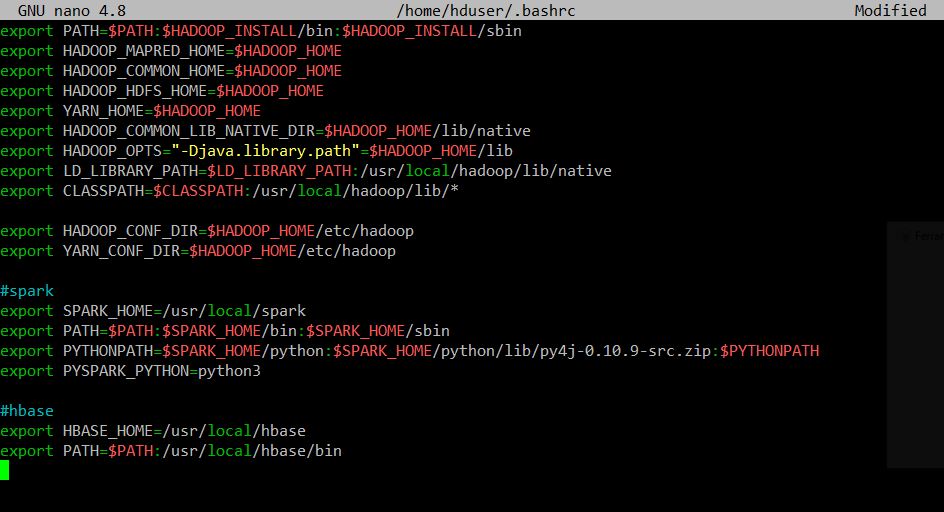 GNU nano 4.8 /home/hduser/.bashrc Modified
export PATH=$PATH:$HADOOP_INSTALL/bin:$HADOOP_INSTALL/sbin
export HADOOP_MAPRED_HOME=$HADOOP_HOME
export HADOOP_COMMON_HOME=$HADOOP_HOME
export HADOOP_HDFS_HOME=$HADOOP_HOME
export YARN_HOME=$HADOOP_HOME
export HADOOP_COMMON_LIB_NATIVE_DIR=$HADOOP_HOME/lib/native
export HADOOP_OPTS="-Djava.library.path"=$HADOOP_HOME/lib
export LD_LIBRARY_PATH=$LD_LIBRARY_PATH:/usr/local/hadoop/lib/native
export CLASSPATH=$CLASSPATH:/usr/local/hadoop/lib/*
export HADOOP_CONF_DIR=$HADOOP_HOME/etc/hadoop
export YARN_CONF_DIR=$HADOOP_HOME/etc/hadoop
#spark
export SPARK_HOME=/usr/local/spark
export PATH=$PATH:$SPARK_HOME/bin:$SPARK_HOME/sbin
export PYTHONPATH=$SPARK_HOME/python:$SPARK_HOME/python/lib/py4j-0.10.9-src.zip:$PYTHONPATH
export PYSPARK_PYTHON=python3
#hbase
export HBASE_HOME=/usr/local/hbase
export PATH=$PATH:/usr/local/hbase/bin